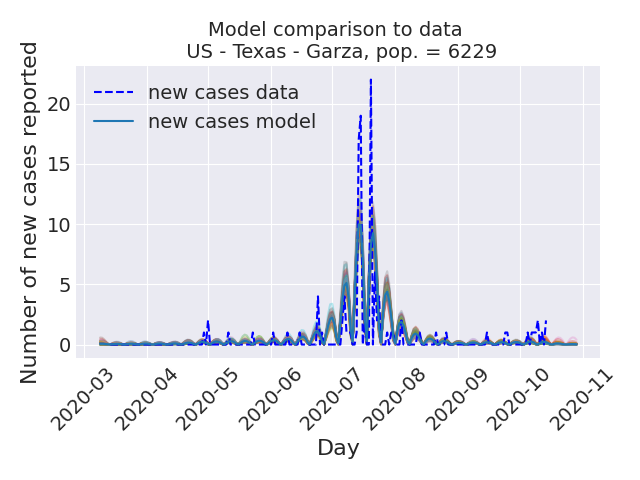 Model comparison to data
US - Texas - Garza, pop. = 6229
Number of new cases reported
20
15
10
5
0
new cases data
new cases model
2020-03
2020-04
2020-05
2020-06
2020-07
2020-08
2020-09
2020-10
2020-11
Day